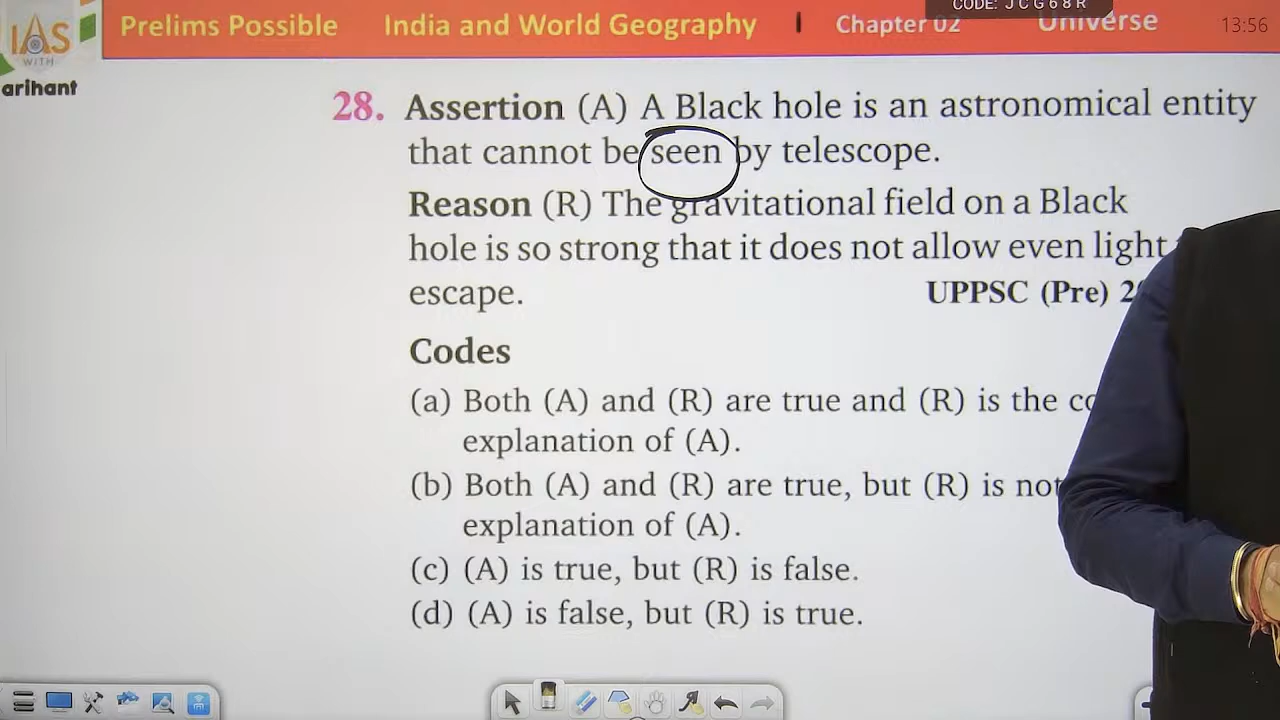 CODE: J C G 6 8 R
Prelims Possible India and World Geography | Chapter 02 Universe 13:56
IAS
WITH
arihant
28. Assertion (A) A Black hole is an astronomical entity
that cannot be seen by telescope.
Reason (R) The gravitational field on a Black
hole is so strong that it does not allow even light
escape.
UPPSC (Pre)
Codes
(a) Both (A) and (R) are true and (R) is the
explanation of (A).
(b) Both (A) and (R) are true, but (R) is not
explanation of (A).
(c) (A) is true, but (R) is false.
(d) (A) is false, but (R) is true.